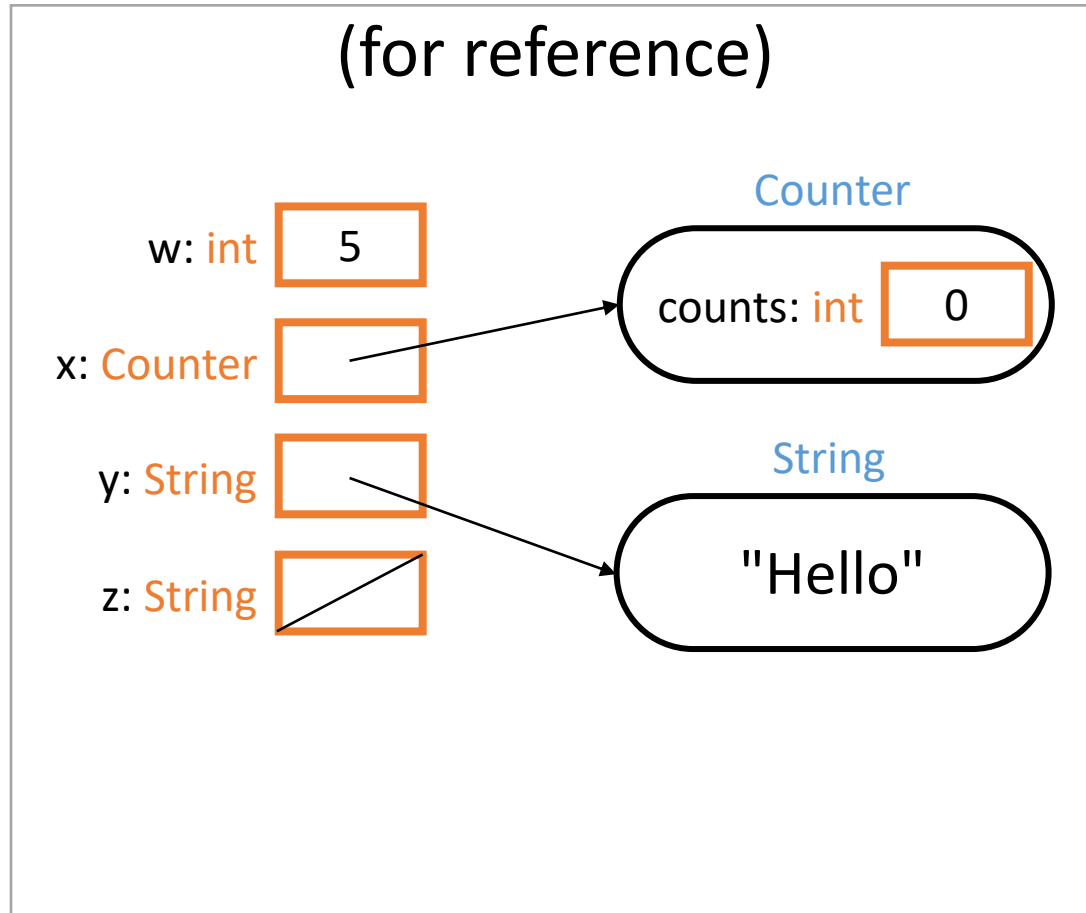 (for reference)
w: int 5
x: Counter
y: String
z: String
Counter
counts: int 0
String
"Hello"